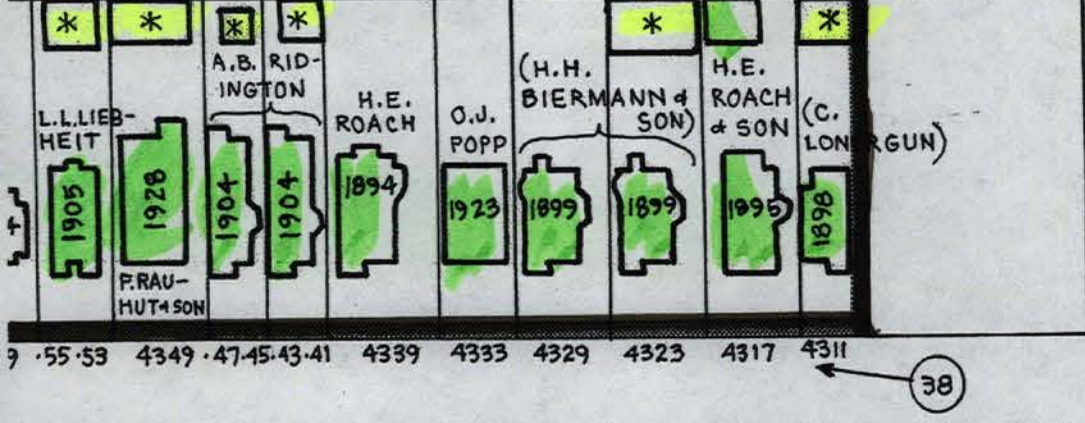 * * * * * *
A.B. RID-
INGTON
L.L.LIEB-
HEIT
H.E.
ROACH
O.J.
POPP
(H.H.
BIERMANN &
SON)
H.E.
ROACH
& SON
(C.
LONERGUN)
1905
1928
1904
1904
1894
1923
1899
1899
1895
1898
F.RAU-
HUT & SON
9 .55.53 4349 .47.45.43.41 4339 4333 4329 4323 4317 4311
38